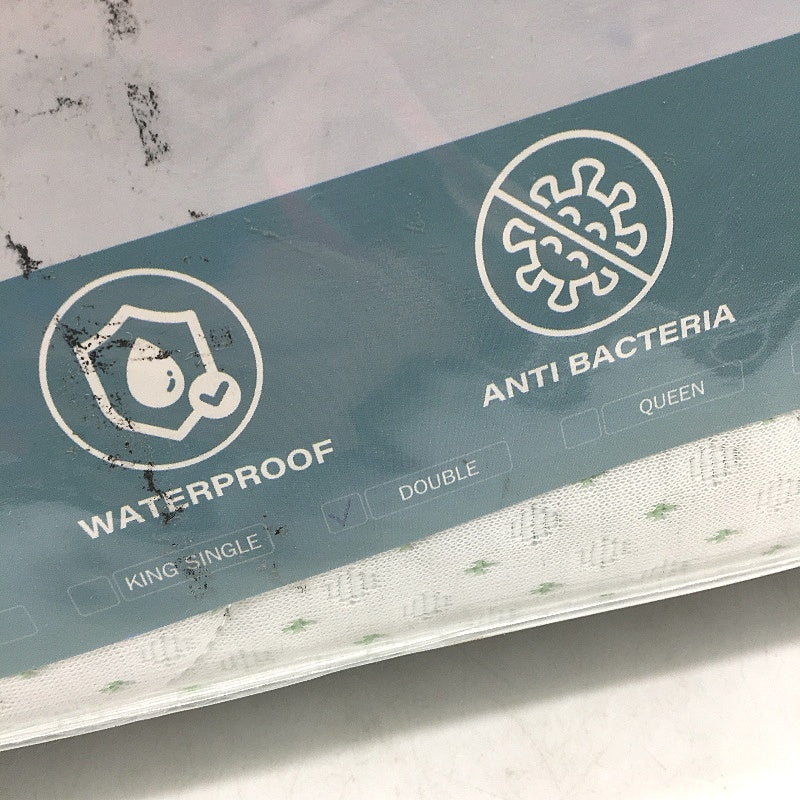 WATERPROOF
ANTI BACTERIA
KING SINGLE
DOUBLE
QUEEN